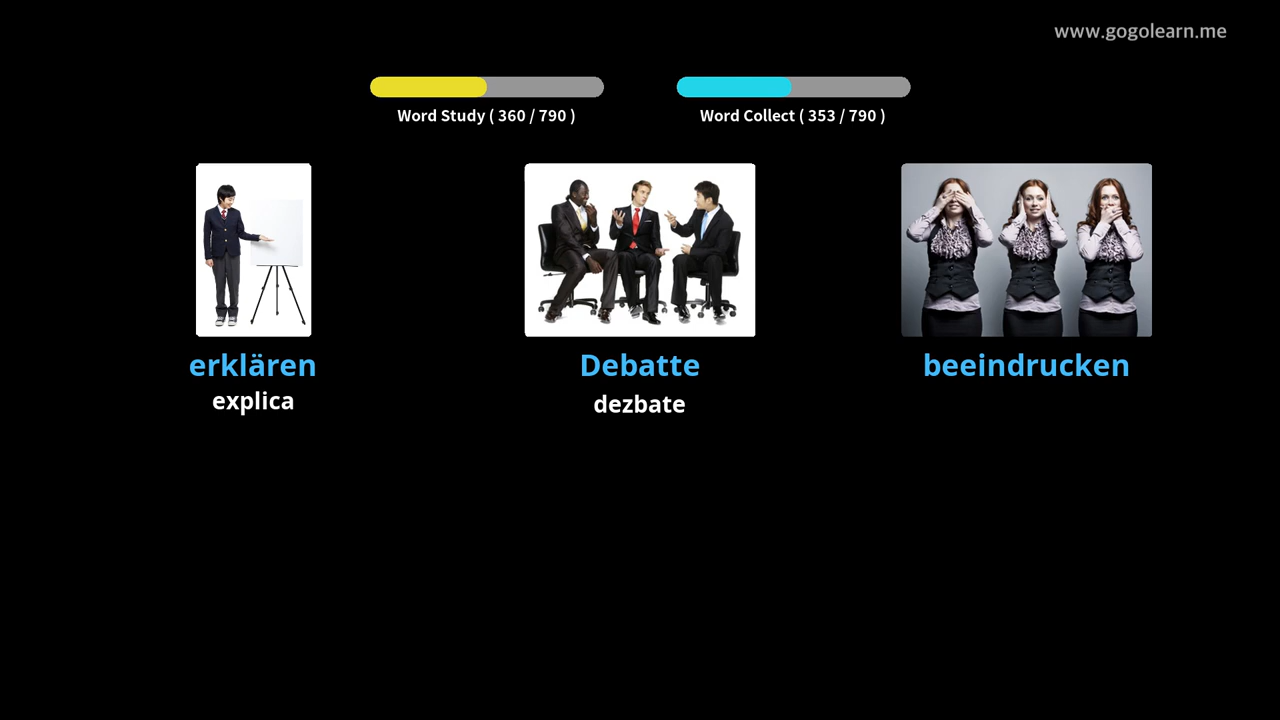 www.gogolearn.me
Word Study ( 360 / 790 )
Word Collect ( 353 / 790 )
erklären
explica
Debatte
dezbate
beeindrucken